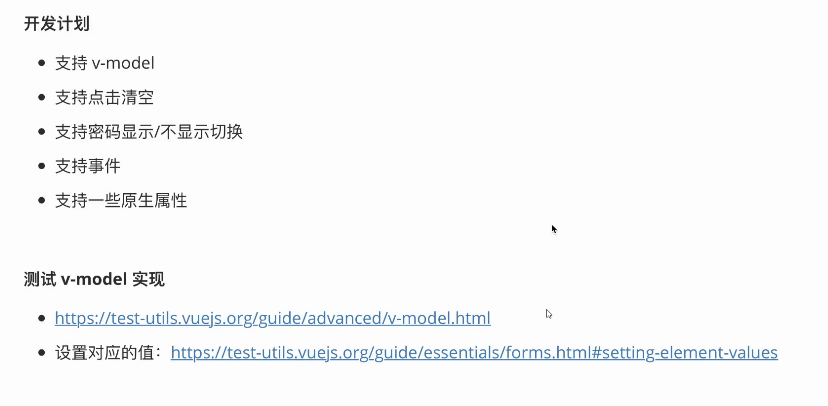 开发计划
支持 v-model
支持点击清空
支持密码显示/不显示切换
支持事件
支持一些原生属性
测试 v-model 实现
https://test-utils.vuejs.org/guide/advanced/v-model.html
设置对应的值：https://test-utils.vuejs.org/guide/essentials/forms.html#setting-element-values